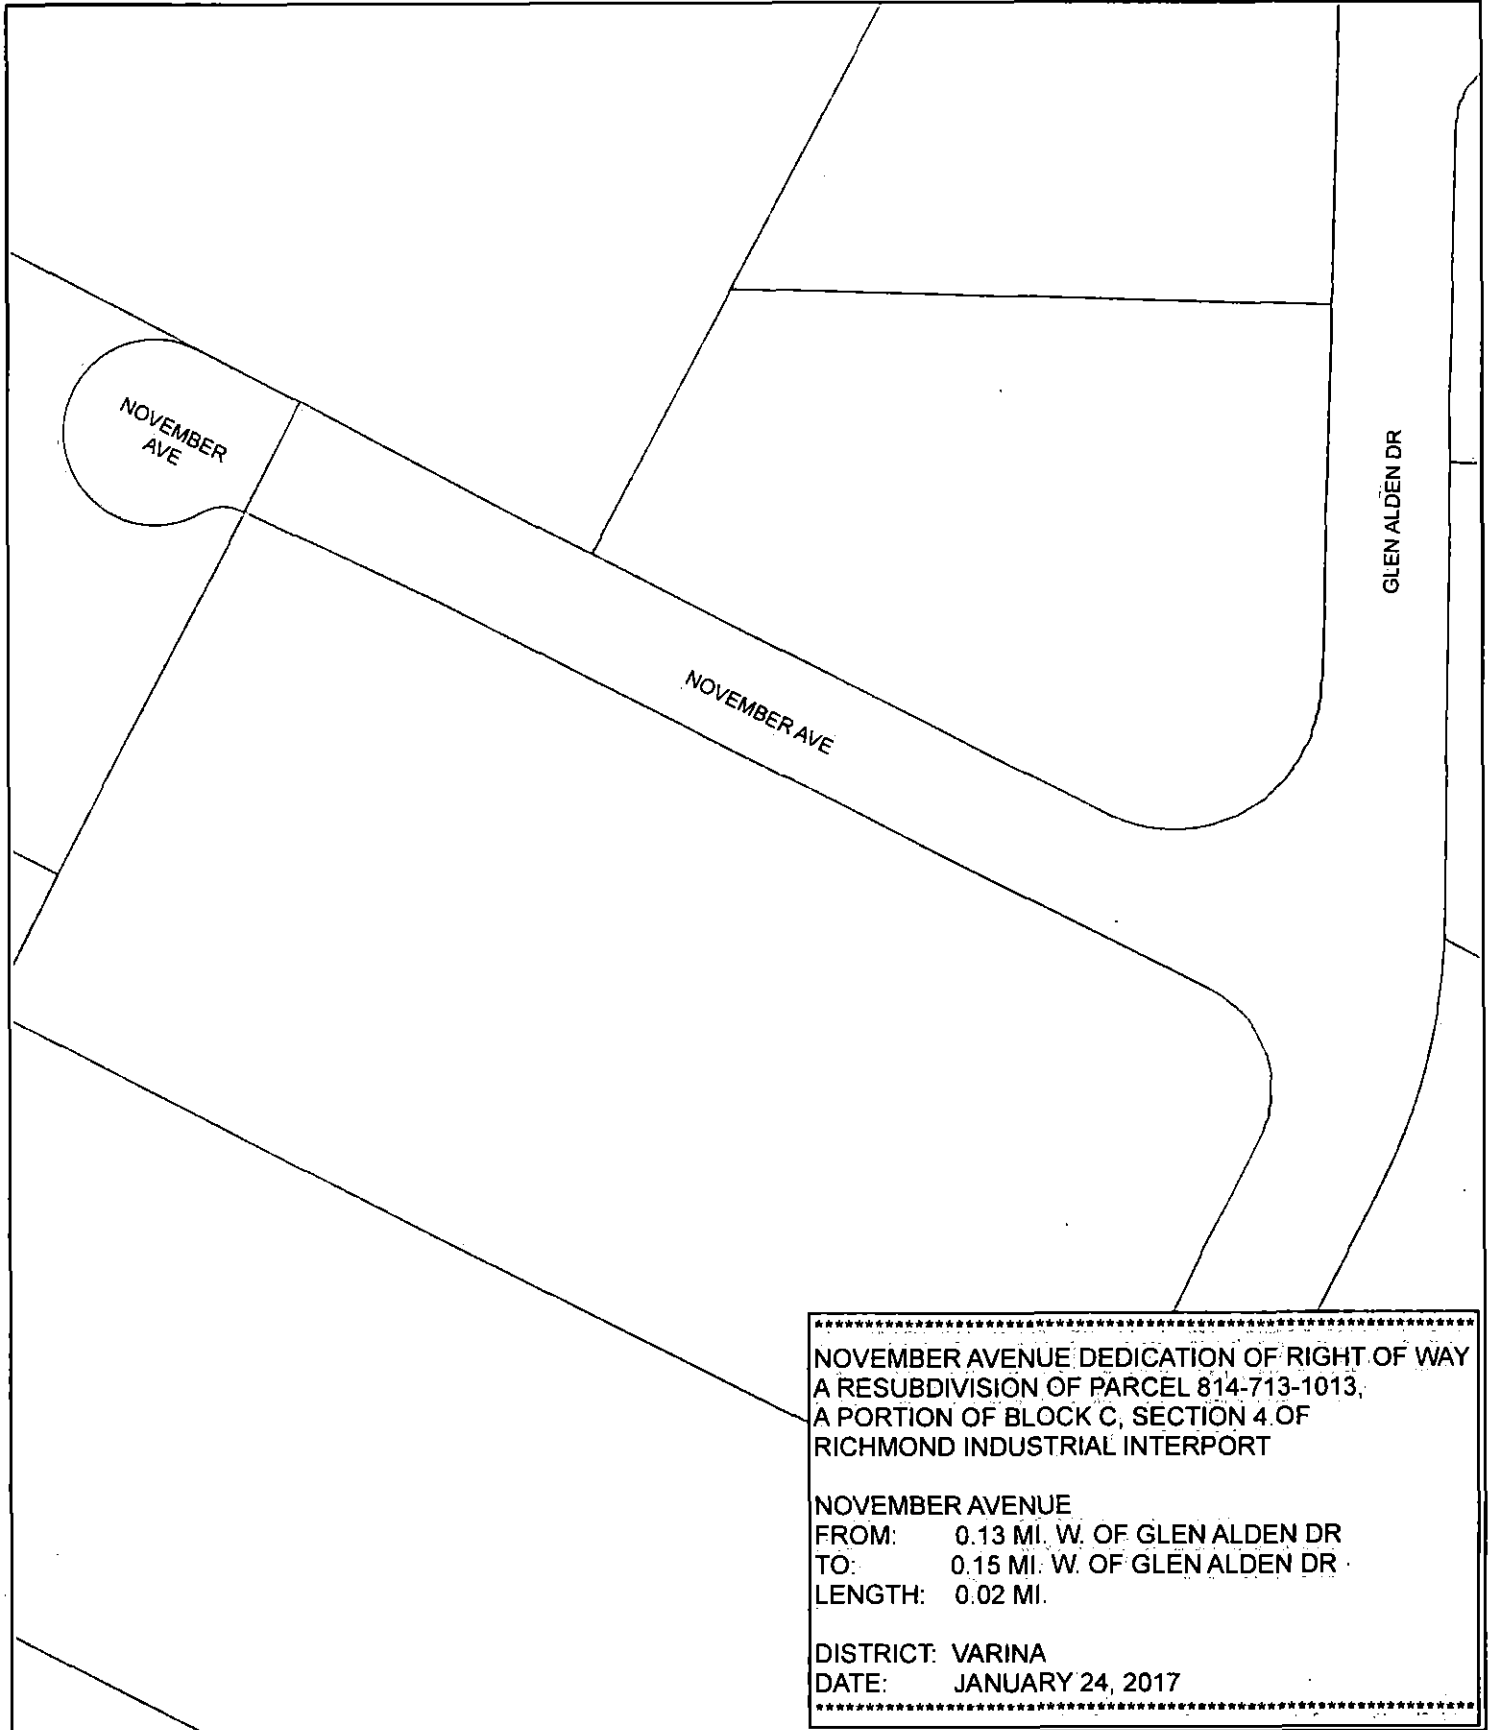 NOVEMBER
AVE
GLEN ALDEN DR
NOVEMBER AVE
NOVEMBER AVENUE DEDICATION OF RIGHT OF WAY
A RESUBDIVISION OF PARCEL 814-713-1013,
A PORTION OF BLOCK C, SECTION 4 OF
RICHMOND INDUSTRIAL INTERPORT
NOVEMBER AVENUE
FROM: 0.13 MI. W. OF GLEN ALDEN DR
TO: 0.15 MI. W. OF GLEN ALDEN DR
LENGTH: 0.02 MI.
DISTRICT: VARINA
DATE: JANUARY 24, 2017